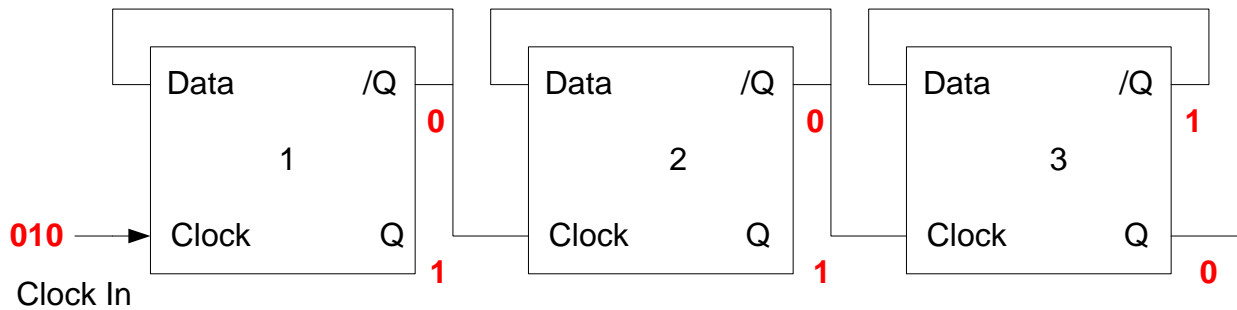 Data /Q Data /Q Data /Q
0 0 1
1 2 3
010 Clock Q Clock Q Clock Q
1 1 0
Clock In